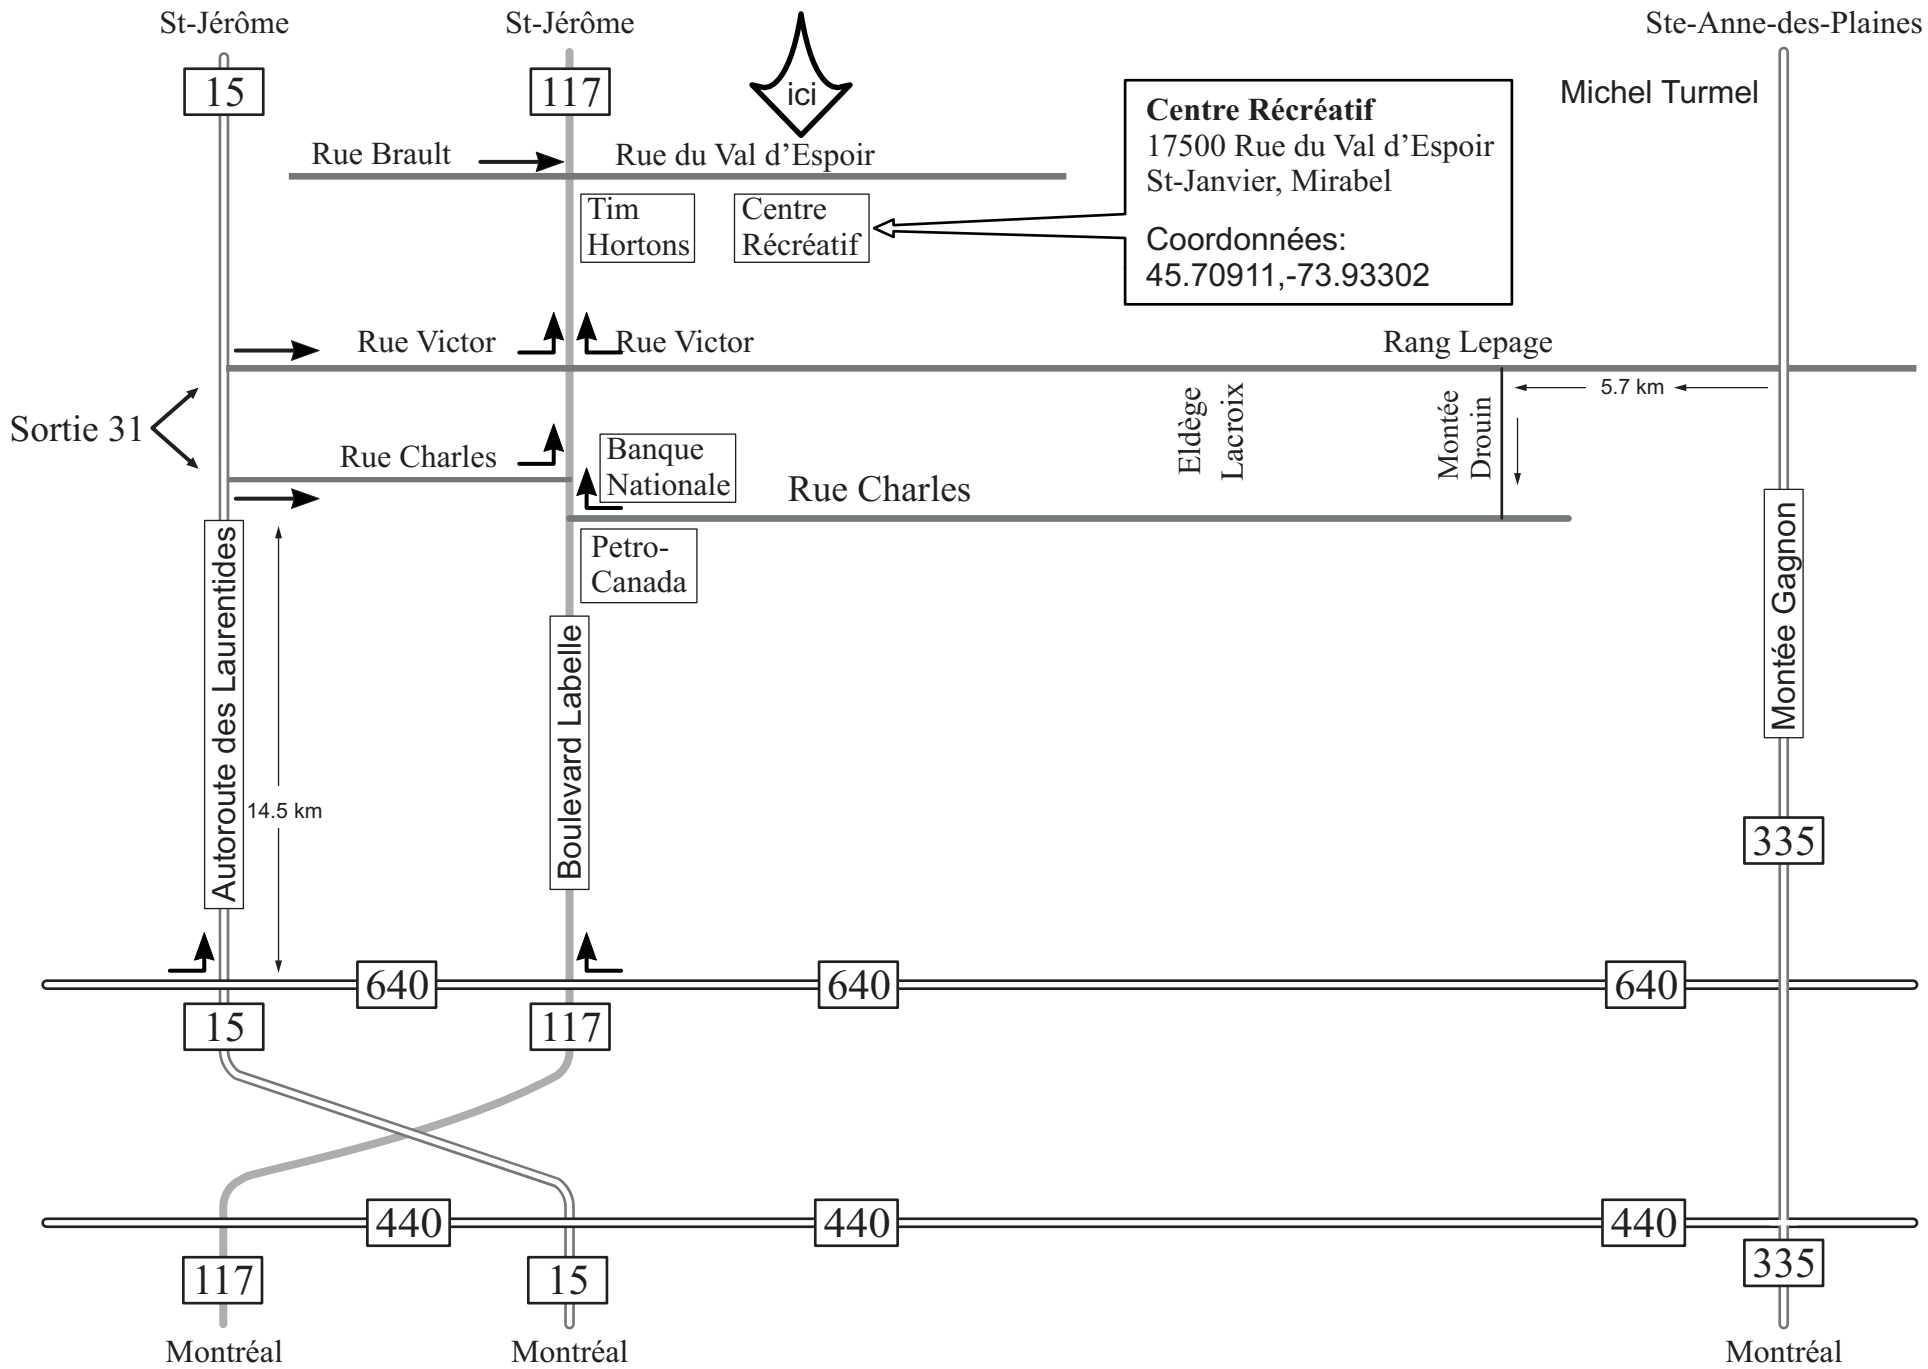 St-Jérôme
St-Jérôme
Ste-Anne-des-Plaines
15
117
ici
Michel Turmel
Centre Récréatif
17500 Rue du Val d’Espoir
St-Janvier, Mirabel
Coordonnées:
45.70911,-73.93302
Rue Brault
Rue du Val d’Espoir
Tim
Hortons
Centre
Récréatif
Rue Victor
Rue Victor
Rang Lepage
5.7 km
Sortie 31
Eldège
Lacroix
Montée
Drouin
Rue Charles
Banque
Nationale
Rue Charles
Petro-
Canada
Autoroute des Laurentides
14.5 km
Boulevard Labelle
Montée Gagnon
335
640
640
640
15
117
440
440
440
117
15
335
Montréal
Montréal
Montréal